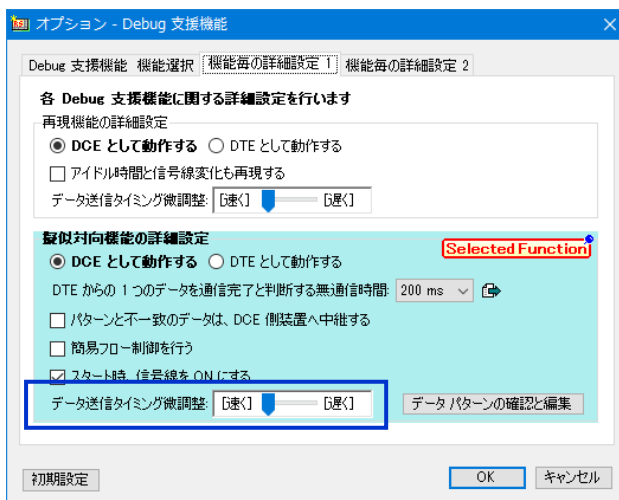 オプション - Debug 支援機能
Debug 支援機能 機能選択 機能毎の詳細設定 1 機能毎の詳細設定 2
各 Debug 支援機能に関する詳細設定を行います
再現機能の詳細設定
DCE として動作する DTE として動作する
アイドル時間と信号線変化も再現する
データ送信タイミング微調整: [速く] [遅く]
擬似対向機能の詳細設定
Selected Function
DCE として動作する DTE として動作する
DTE からの 1 つのデータを通信完了と判断する無通信時間: 200 ms
パターンと不一致のデータは、DCE 側装置へ中継する
簡易フロー制御を行う
スタート時、信号線を ON にする
データ送信タイミング微調整: [速く] [遅く] データ パターンの確認と編集
初期設定 OK キャンセル